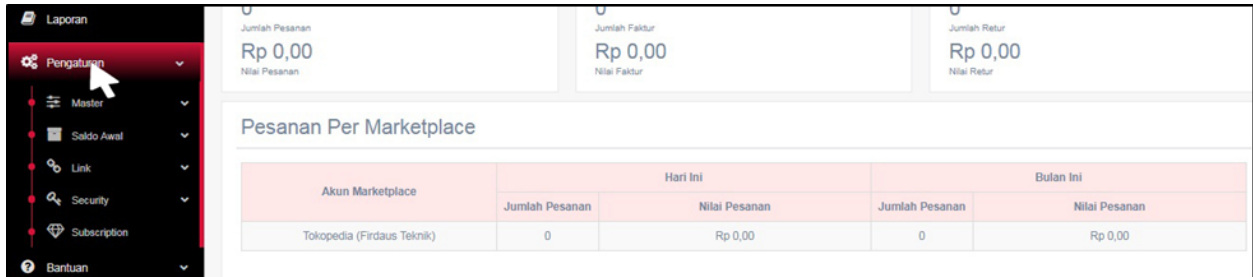 Laporan
Pengaturan
Master
Saldo Awal
Link
Security
Subscription
Bantuan
0 0 0
Jumlah Pesanan Jumlah Faktur Jumlah Retur
Rp 0,00 Rp 0,00 Rp 0,00
Nilai Pesanan Nilai Faktur Nilai Retur
Pesanan Per Marketplace
Akun Marketplace Hari Ini Bulan Ini
Jumlah Pesanan Nilai Pesanan Jumlah Pesanan Nilai Pesanan
Tokopedia (Firdaus Teknik) 0 Rp 0,00 0 Rp 0,00